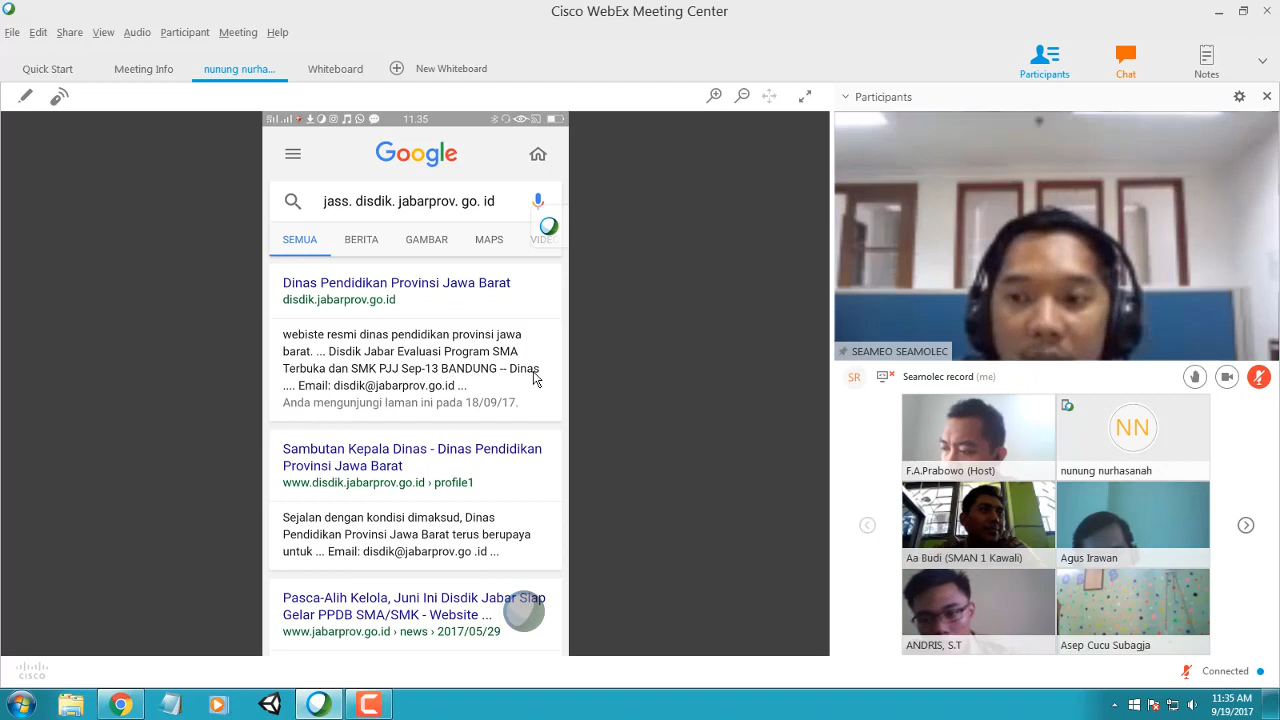 Cisco WebEx Meeting Center
File Edit Share View Audio Participant Meeting Help
Quick Start Meeting Info nunung nurha... Whiteboard New Whiteboard
Participants Chat Notes
Participants
11.35
Google
jass. disdik. jabarprov. go. id
SEMUA BERITA GAMBAR MAPS VIDEO
Dinas Pendidikan Provinsi Jawa Barat
disdik.jabarprov.go.id
webiste resmi dinas pendidikan provinsi jawa
barat. ... Disdik Jabar Evaluasi Program SMA
Terbuka dan SMK PJJ Sep-13 BANDUNG -- Dinas
.... Email: disdik@jabarprov.go.id ...
Anda mengunjungi laman ini pada 18/09/17.
Sambutan Kepala Dinas - Dinas Pendidikan
Provinsi Jawa Barat
www.disdik.jabarprov.go.id › profile1
Sejalan dengan kondisi dimaksud, Dinas
Pendidikan Provinsi Jawa Barat terus berupaya
untuk ... Email: disdik@jabarprov.go .id ...
Pasca-Alih Kelola, Juni Ini Disdik Jabar Siap
Gelar PPDB SMA/SMK - Website ...
www.jabarprov.go.id › news › 2017/05/29
SEAMEO SEAMOLEC
SR Seamolec record (me)
F.A.Prabowo (Host)
NN
nunung nurhasanah
Aa Budi (SMAN 1 Kawali)
Agus Irawan
ANDRIS, S.T
Asep Cucu Subagja
cisco
Connected
11:35 AM
9/19/2017